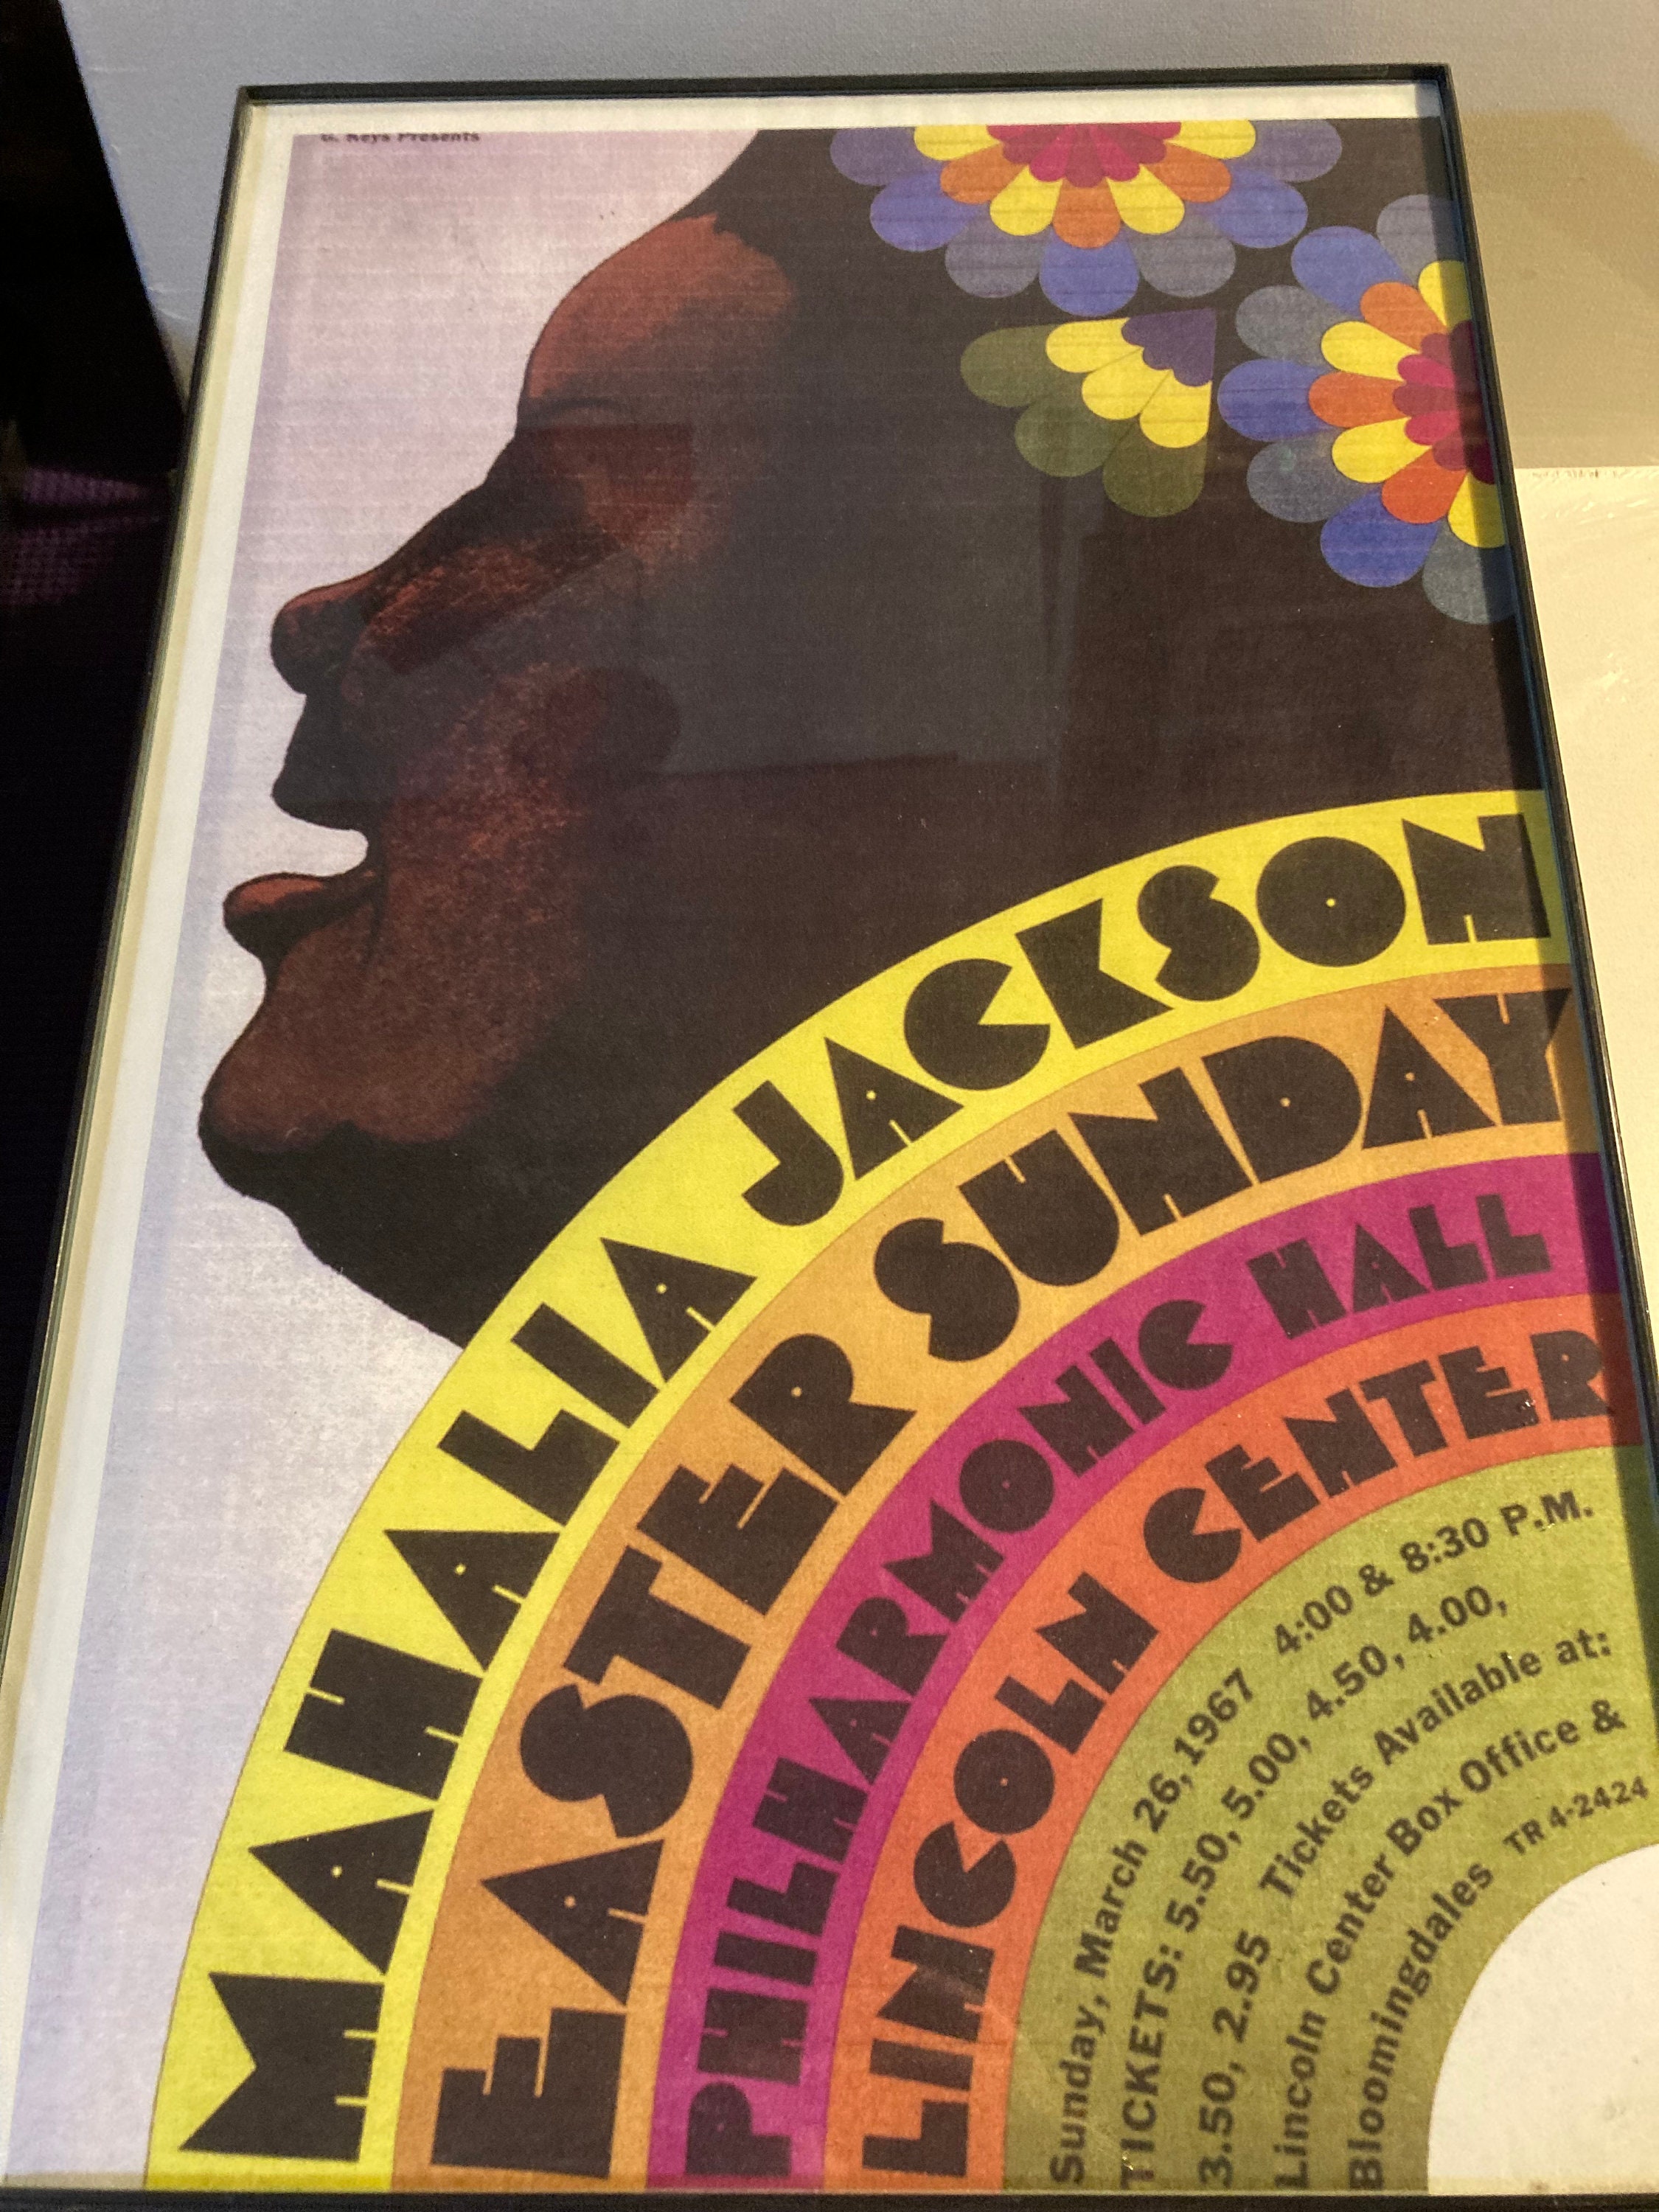 G. Keys Presents
MAHALIA JACKSON
EASTER SUNDAY
PHILHARMONIC HALL
LINCOLN CENTER
Sunday, March 26, 1967 4:00 & 8:30 P.M.
TICKETS: 5.50, 5.00, 4.50, 4.00,
3.50, 2.95 Tickets Available at:
Lincoln Center Box Office &
Bloomingdales TR 4-2424